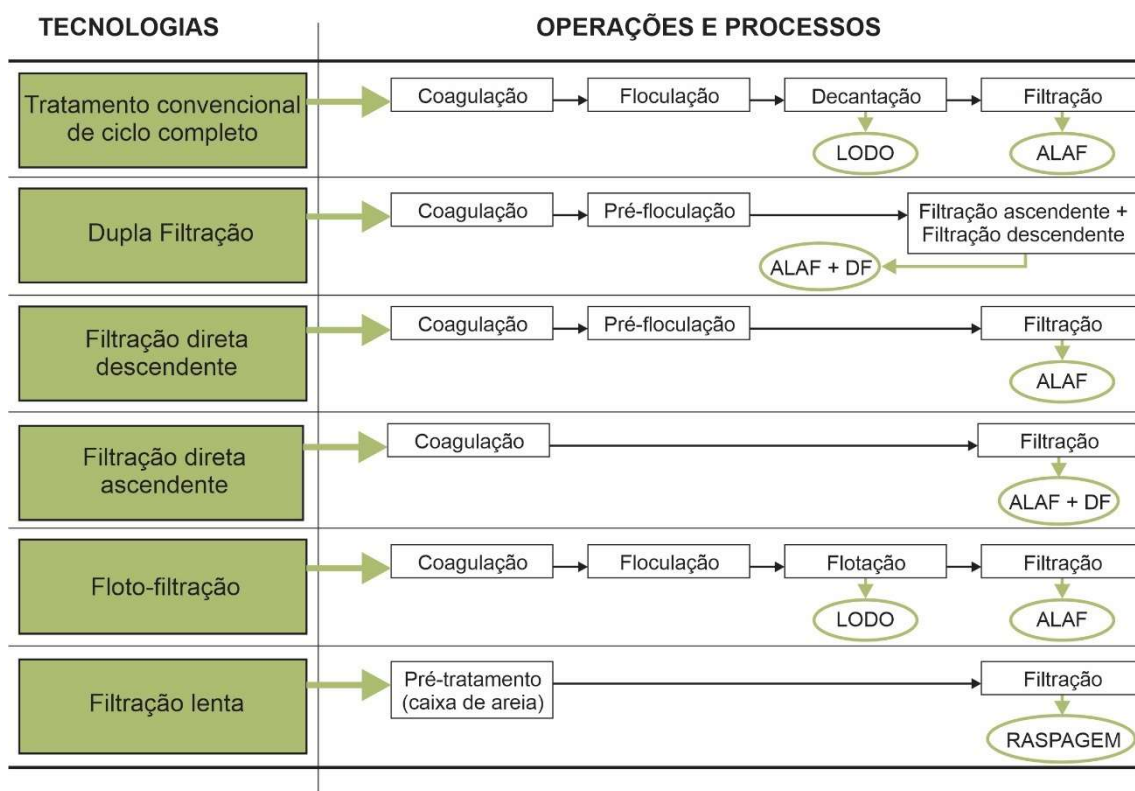 TECNOLOGIAS
OPERAÇÕES E PROCESSOS
Tratamento convencional
de ciclo completo
Coagulação
Floculação
Decantação
Filtração
LODO
ALAF
Dupla Filtração
Coagulação
Pré-floculação
Filtração ascendente +
Filtração descendente
ALAF + DF
Filtração direta
descendente
Coagulação
Pré-floculação
Filtração
ALAF
Filtração direta
ascendente
Coagulação
Filtração
ALAF + DF
Floto-filtração
Coagulação
Floculação
Flotação
Filtração
LODO
ALAF
Filtração lenta
Pré-tratamento
(caixa de areia)
Filtração
RASPAGEM